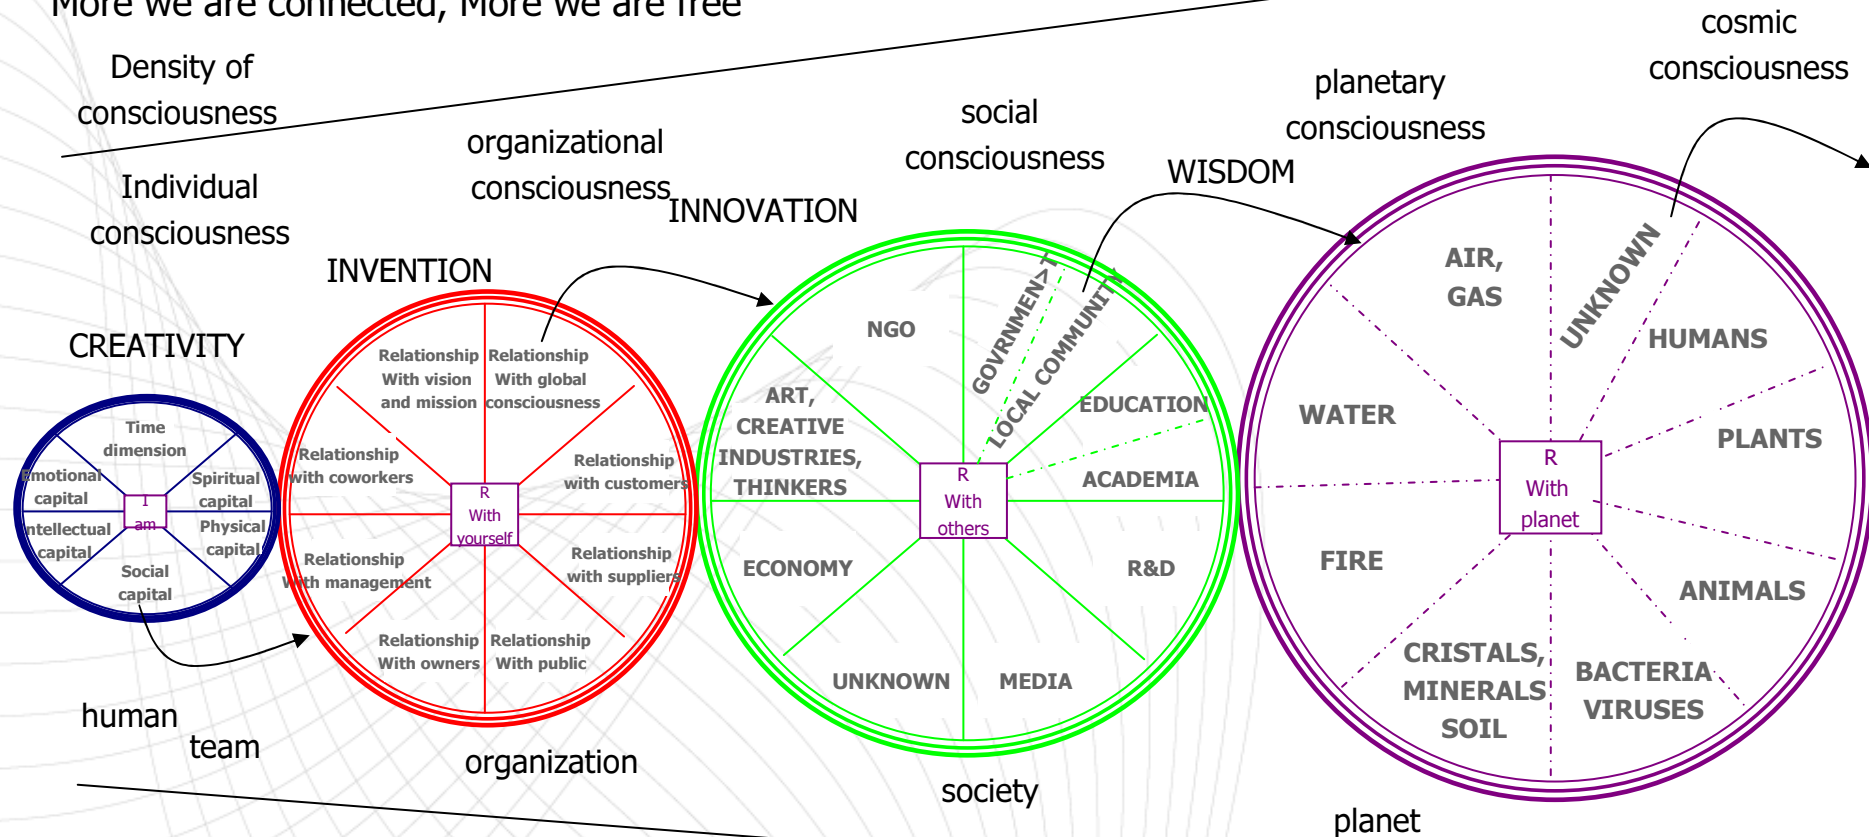 More we are connected, More we are free
Density of
consciousness
Individual
consciousness
organizational
consciousness
social
consciousness
planetary
consciousness
cosmic
consciousness
CREATIVITY
INVENTION
INNOVATION
WISDOM
Time
dimension
Emotional
capital
Spiritual
capital
I
am
Intellectual
capital
Physical
capital
Social
capital
Relationship
With vision
and mission
Relationship
With global
consciousness
Relationship
with coworkers
Relationship
with customers
R
With
yourself
Relationship
With management
Relationship
with suppliers
Relationship
With owners
Relationship
With public
NGO
GOVRNMEN>T
LOCAL COMMUNITY
ART,
CREATIVE
INDUSTRIES,
THINKERS
EDUCATION
ACADEMIA
R
With
others
ECONOMY
R&D
UNKNOWN
MEDIA
AIR,
GAS
UNKNOWN
HUMANS
WATER
PLANTS
R
With
planet
FIRE
ANIMALS
CRISTALS,
MINERALS
SOIL
BACTERIA
VIRUSES
human
team
organization
society
planet